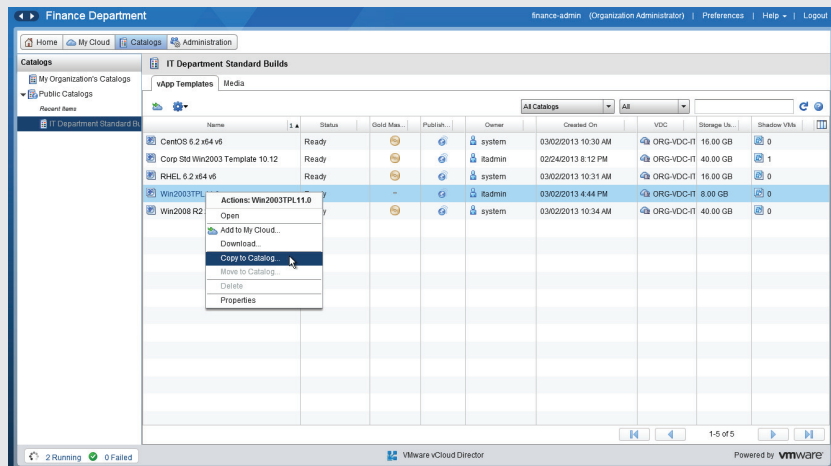 Finance Department
finance-admin (Organization Administrator) | Preferences | Help | Logout
Home My Cloud Catalogs Administration
Catalogs
My Organization's Catalogs
Public Catalogs
Recent Items
IT Department Standard Bu
IT Department Standard Builds
vApp Templates Media
All Catalogs All
Name 1 Status Gold Mas... Publish... Owner Created On VDC Storage Us... Shadow VMs
CentOS 6.2 x64 v6 Ready system 03/02/2013 10:30 AM ORG-VDC-IT 16.00 GB 0
Corp Std Win2003 Template 10.12 Ready itadmin 02/24/2013 8:12 PM ORG-VDC-IT 40.00 GB 1
RHEL 6.2 x64 v6 Ready system 03/02/2013 10:31 AM ORG-VDC-IT 16.00 GB 0
Win2003TPL - itadmin 03/02/2013 4:44 PM ORG-VDC-IT 8.00 GB 0
Win2008 R2 system 03/02/2013 10:34 AM ORG-VDC-IT 40.00 GB 0
Actions: Win2003TPL11.0
Open
Add to My Cloud...
Download...
Copy to Catalog...
Move to Catalog...
Delete
Properties
1-5 of 5
2 Running 0 Failed
VMware vCloud Director
Powered by vmware